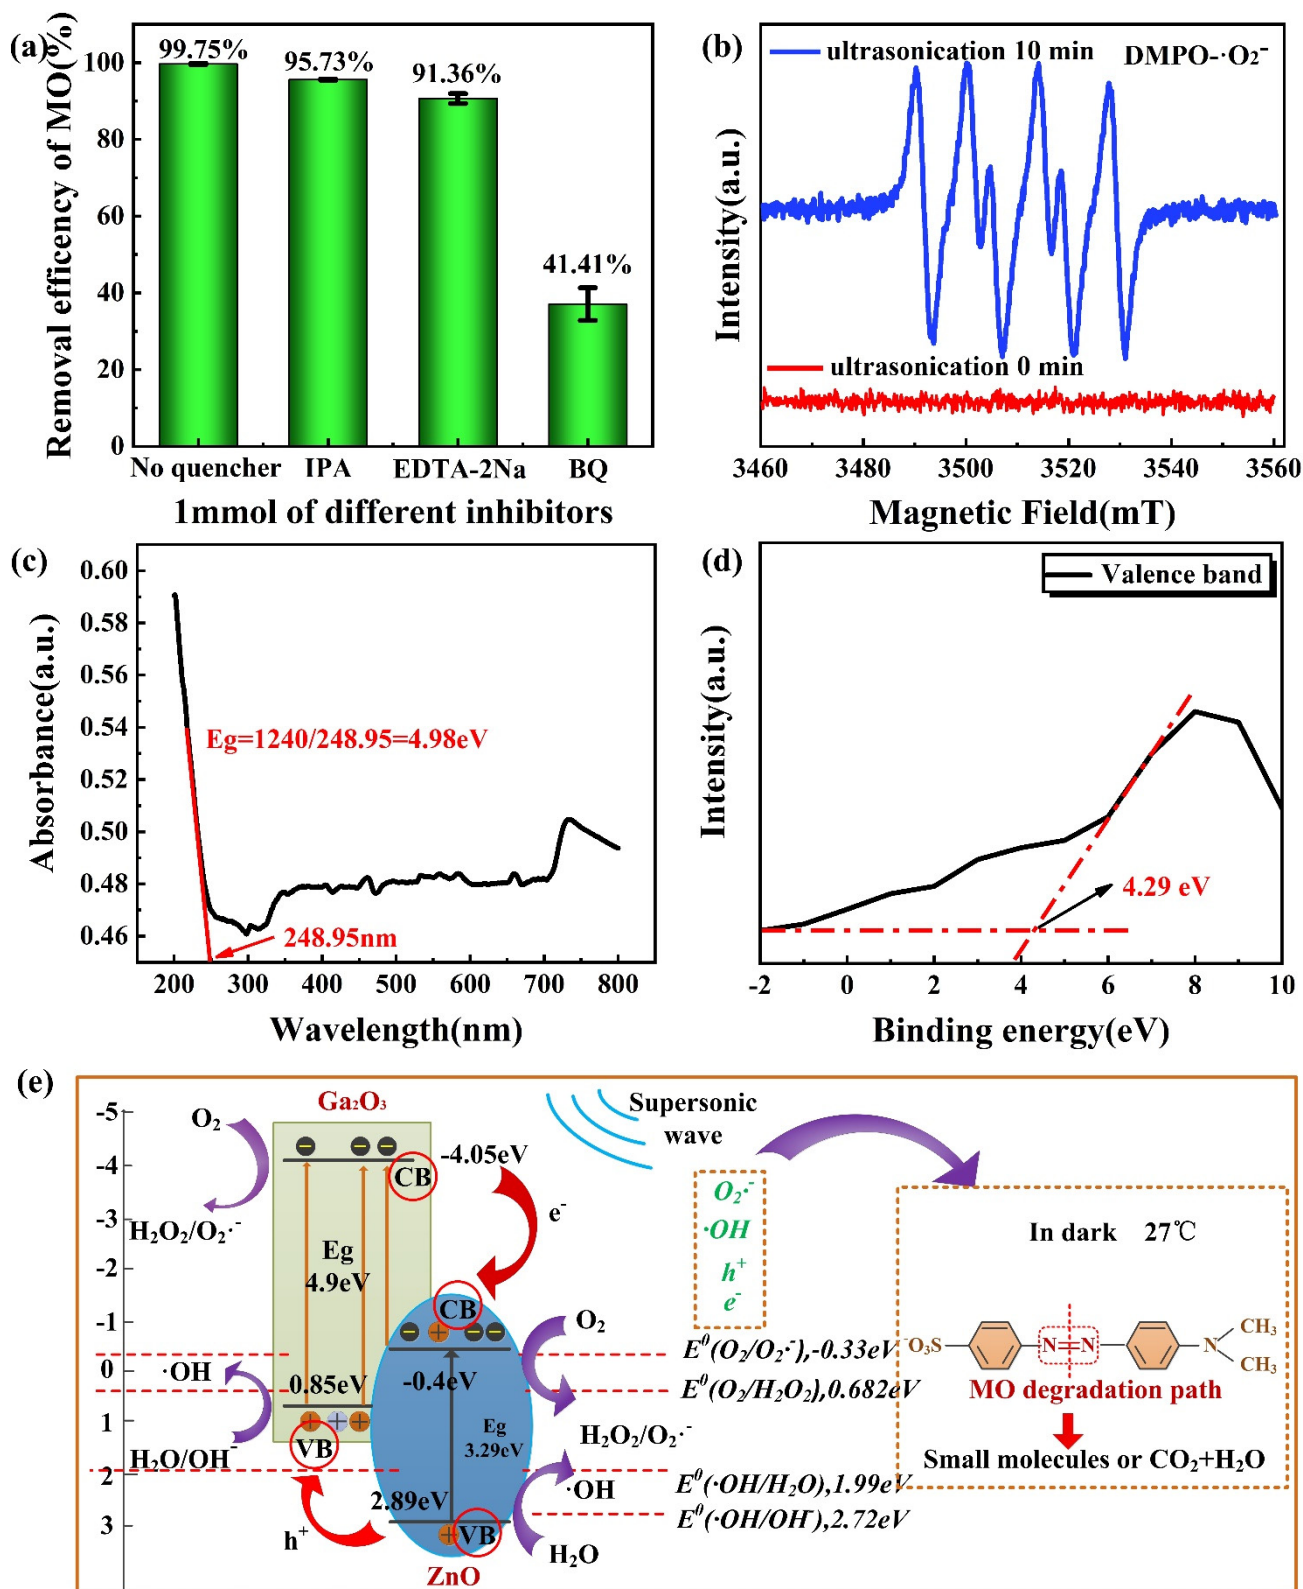 (a)
Removal efficency of MO(%)
100
80
60
40
20
0
99.75%
95.73%
91.36%
41.41%
No quencher
IPA
EDTA-2Na
BQ
1mmol of different inhibitors
(b)
Intensity(a.u.)
ultrasonication 10 min
DMPO-·O₂⁻
ultrasonication 0 min
3460
3480
3500
3520
3540
3560
Magnetic Field(mT)
(c)
Absorbance(a.u.)
0.60
0.58
0.56
0.54
0.52
0.50
0.48
0.46
Eg=1240/248.95=4.98eV
248.95nm
200
300
400
500
600
700
800
Wavelength(nm)
(d)
Intensity(a.u.)
Valence band
4.29 eV
-2
0
2
4
6
8
10
Binding energy(eV)
(e)
-5
-4
-3
-2
-1
0
1
2
3
Ga₂O₃
O₂
H₂O₂/O₂·⁻
-4.05eV
CB
Eg
4.9eV
e⁻
CB
·OH
0.85eV
H₂O/OH⁻
VB
h⁺
-0.4eV
Eg
3.29eV
2.89eV
VB
ZnO
O₂
H₂O₂/O₂·⁻
·OH
H₂O
Supersonic
wave
O₂·⁻
·OH
h⁺
e⁻
E⁰(O₂/O₂·⁻),-0.33eV
E⁰(O₂/H₂O₂),0.682eV
E⁰(·OH/H₂O),1.99eV
E⁰(·OH/OH⁻),2.72eV
In dark 27℃
⁻O₃S
N=N
N
CH₃
CH₃
MO degradation path
Small molecules or CO₂+H₂O